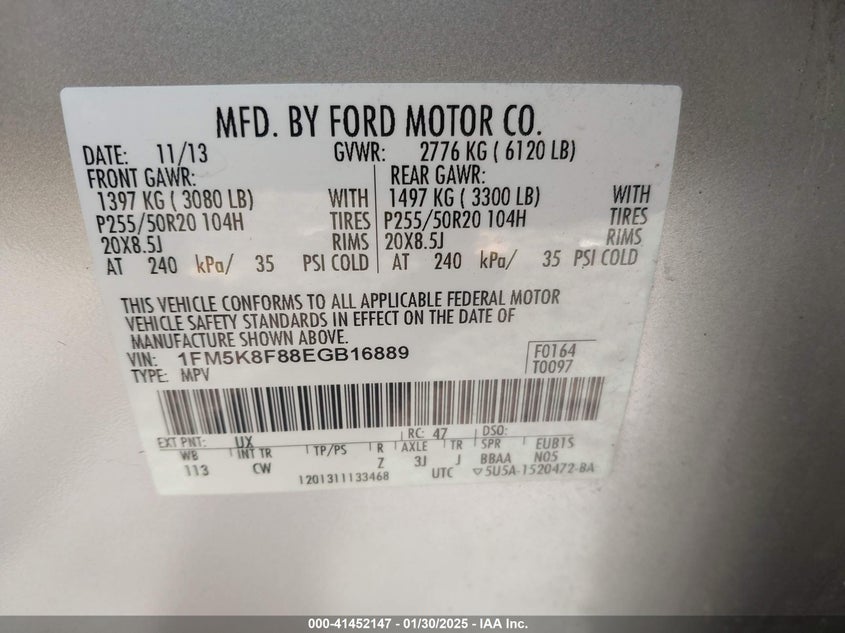 MFD. BY FORD MOTOR CO.
DATE: 11/13 GVWR: 2776 KG ( 6120 LB)
FRONT GAWR: REAR GAWR:
1397 KG ( 3080 LB) WITH 1497 KG ( 3300 LB) WITH
P255/50R20 104H TIRES P255/50R20 104H TIRES
20X8.5J RIMS 20X8.5J RIMS
AT 240 kPa/ 35 PSI COLD AT 240 kPa/ 35 PSI COLD
THIS VEHICLE CONFORMS TO ALL APPLICABLE FEDERAL MOTOR
VEHICLE SAFETY STANDARDS IN EFFECT ON THE DATE OF
MANUFACTURE SHOWN ABOVE.
VIN: 1FM5K8F88EGB16889 F0164
TYPE: MPV T0097
EXT PNT: UX RC: 47 DSO:
WB INT TR TP/PS R AXLE TR SPR EUB1S
113 CW Z 3J J BBAA N05
1201311133468 UTC ▽5U5A-1520472-BA
000-41452147 - 01/30/2025 - IAA Inc.